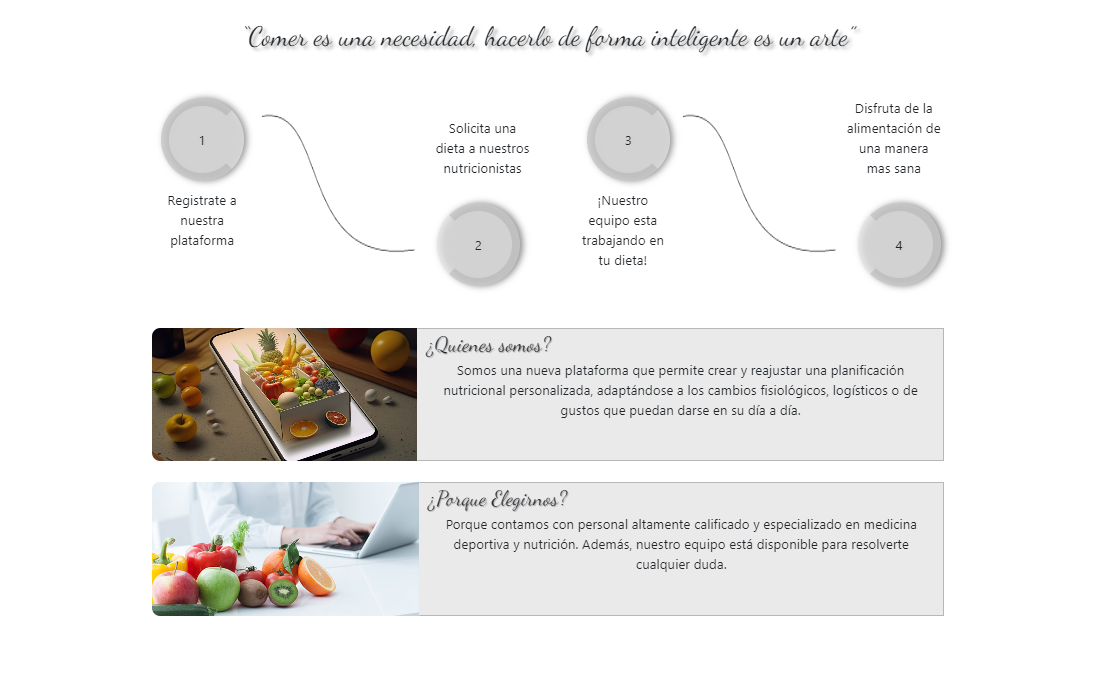 “Comer es una necesidad, hacerlo de forma inteligente es un arte”
1
Registrate a
nuestra
plataforma
Solicita una
dieta a nuestros
nutricionistas
2
3
¡Nuestro
equipo esta
trabajando en
tu dieta!
Disfruta de la
alimentación de
una manera
mas sana
4
¿Quienes somos?
Somos una nueva plataforma que permite crear y reajustar una planificación
nutricional personalizada, adaptándose a los cambios fisiológicos, logísticos o de
gustos que puedan darse en su día a día.
¿Porque Elegirnos?
Porque contamos con personal altamente calificado y especializado en medicina
deportiva y nutrición. Además, nuestro equipo está disponible para resolverte
cualquier duda.